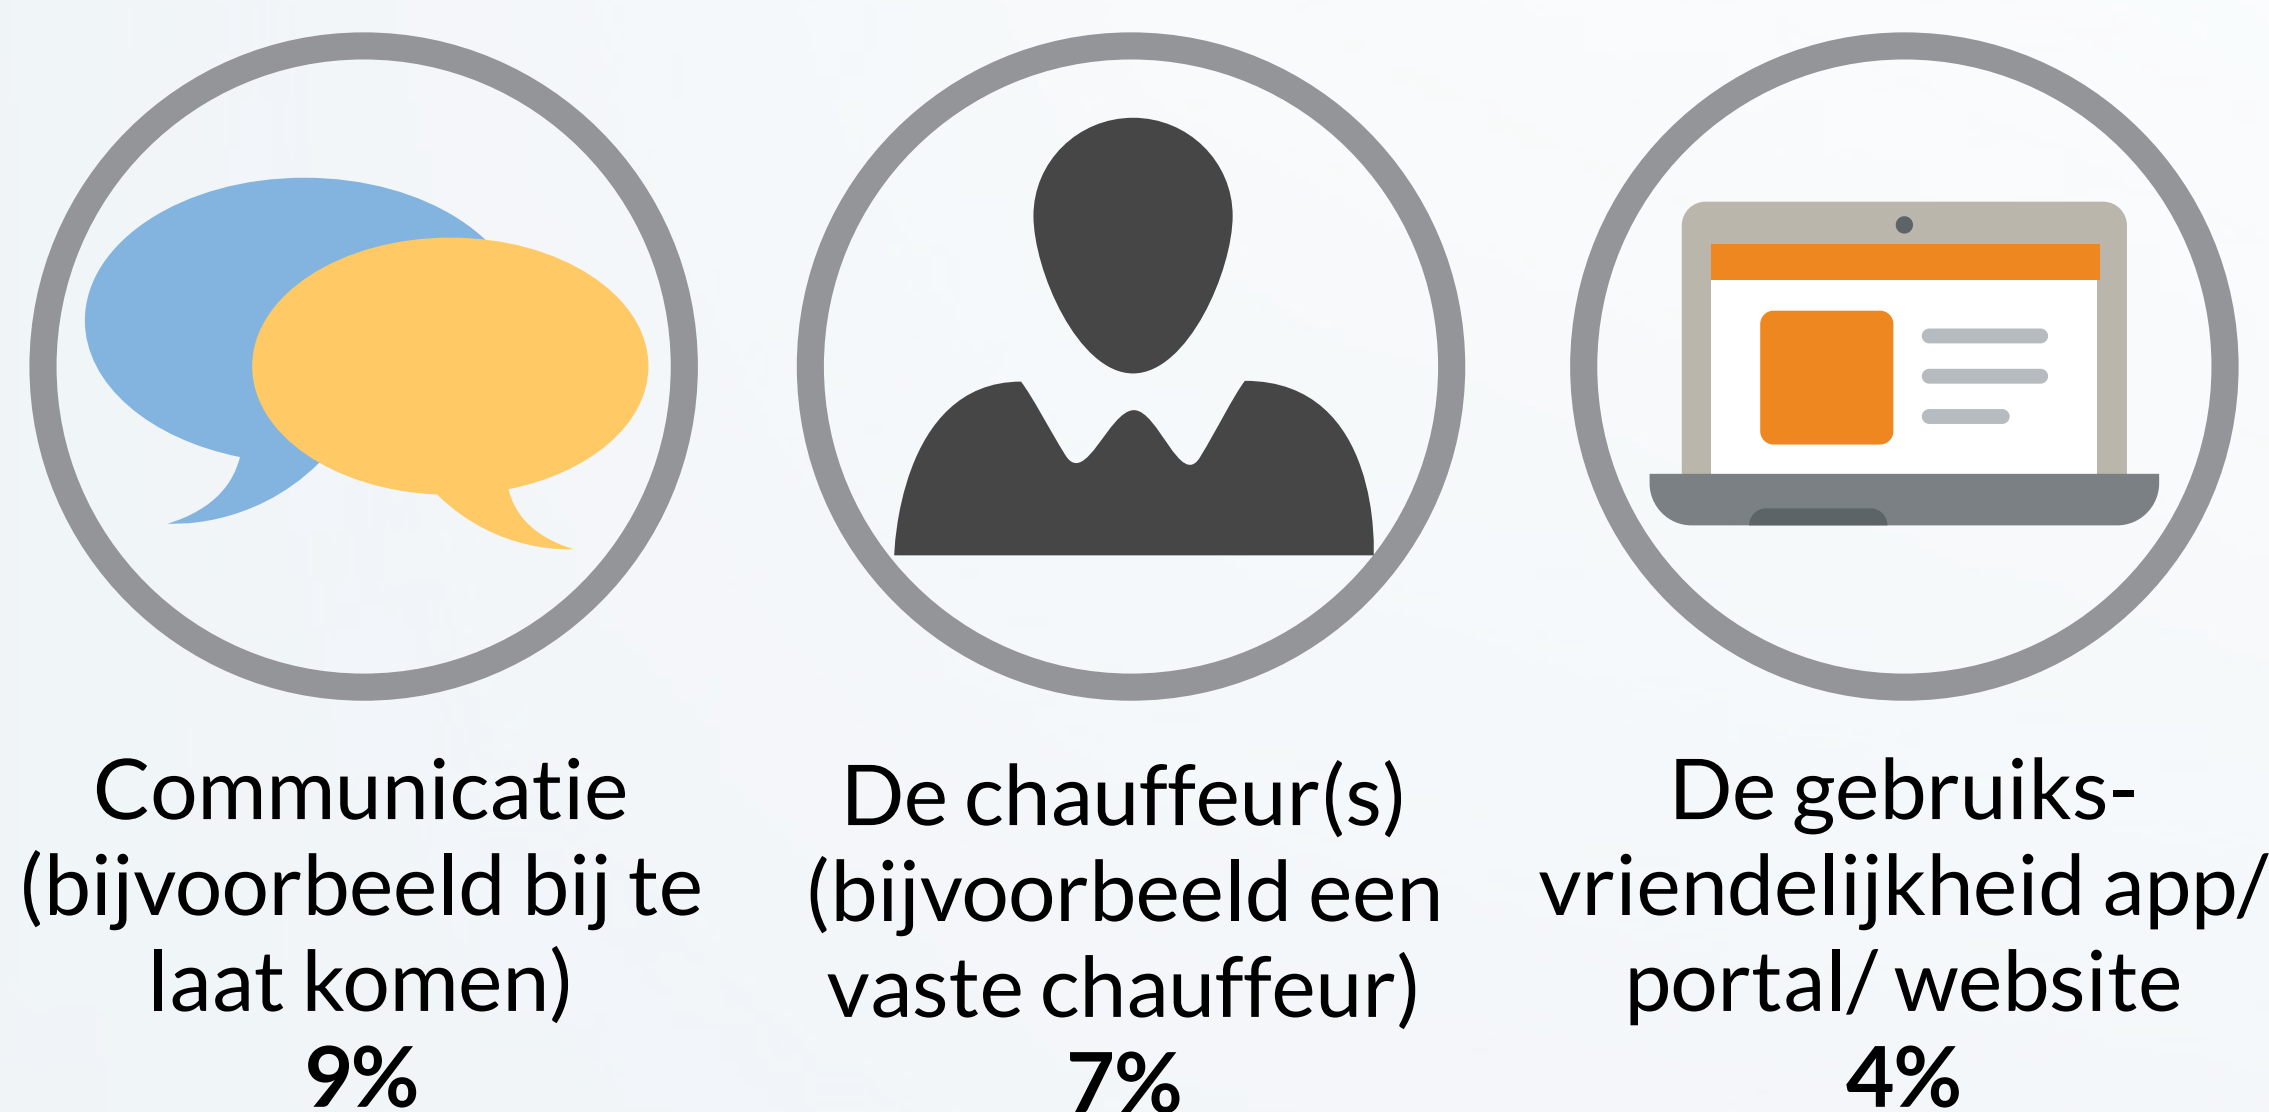 Communicatie
(bijvoorbeeld bij te
laat komen)
9%
De chauffeur(s)
(bijvoorbeeld een
vaste chauffeur)
7%
De gebruiks-
vriendelijkheid app/
portal/ website
4%